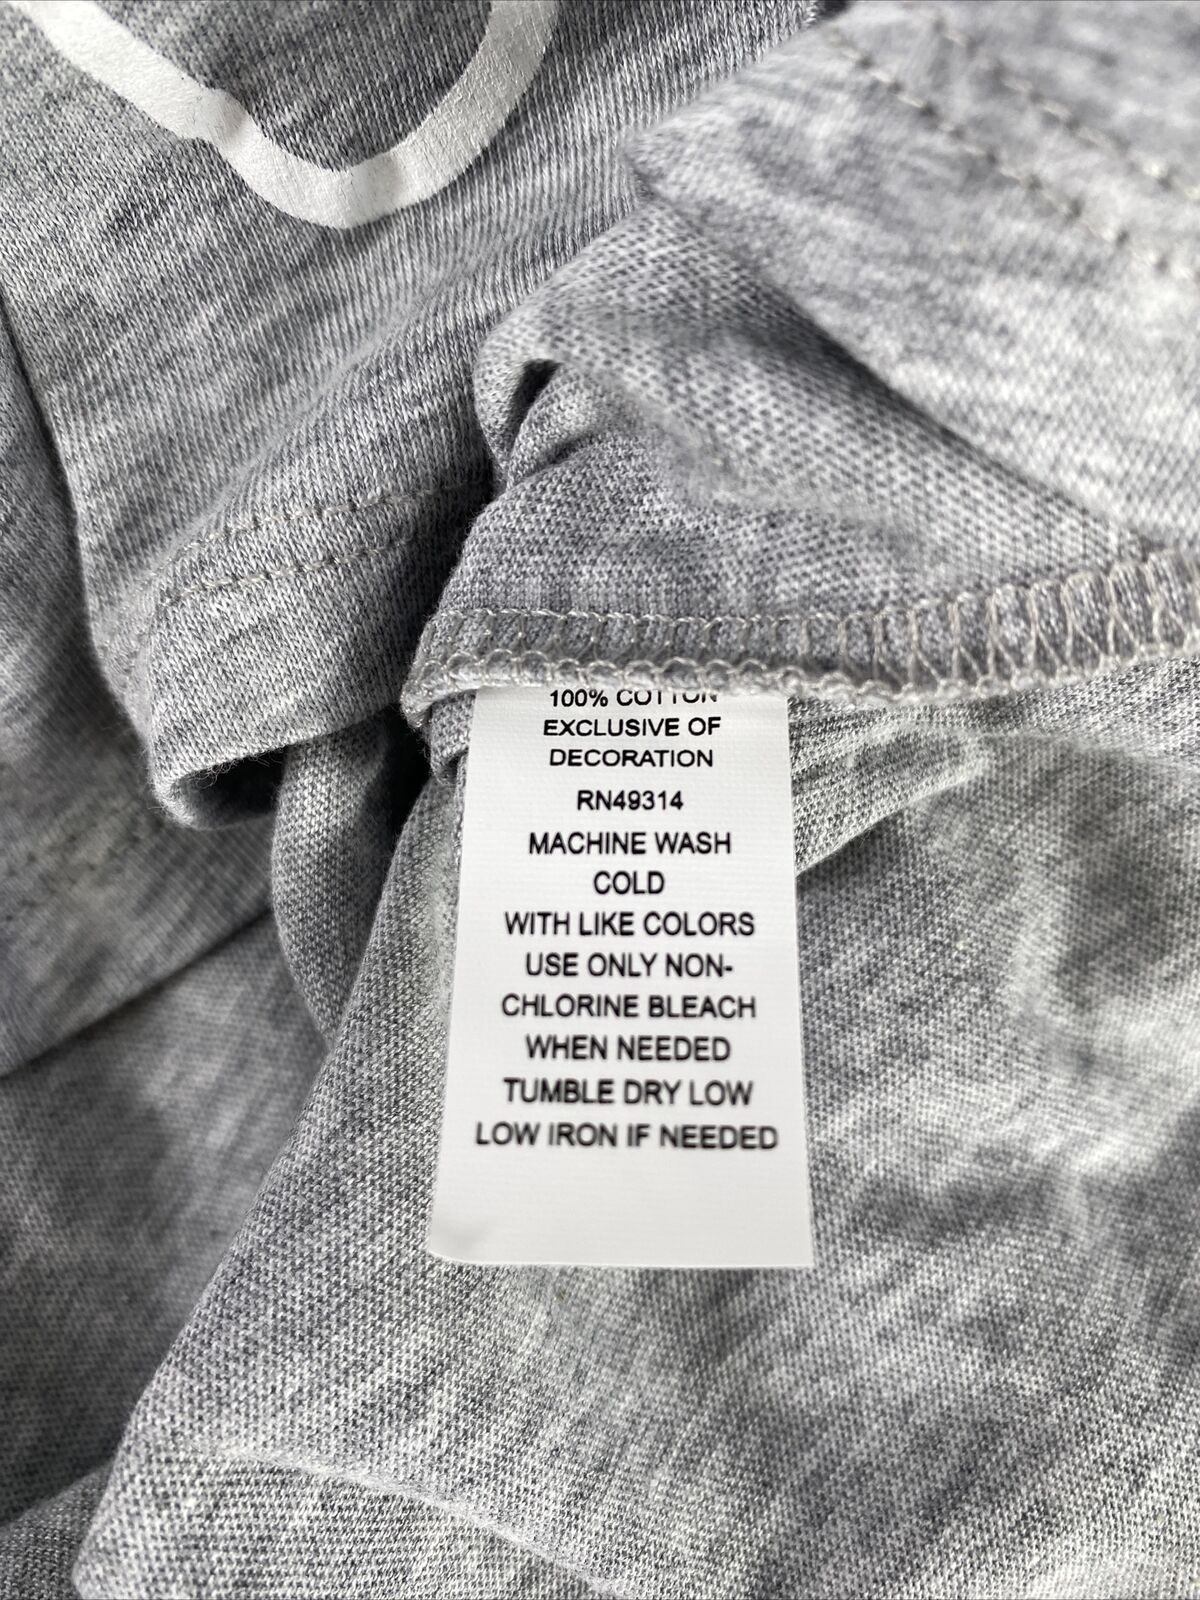 100% COTTON
EXCLUSIVE OF
DECORATION
RN49314
MACHINE WASH
COLD
WITH LIKE COLORS
USE ONLY NON-
CHLORINE BLEACH
WHEN NEEDED
TUMBLE DRY LOW
LOW IRON IF NEEDED